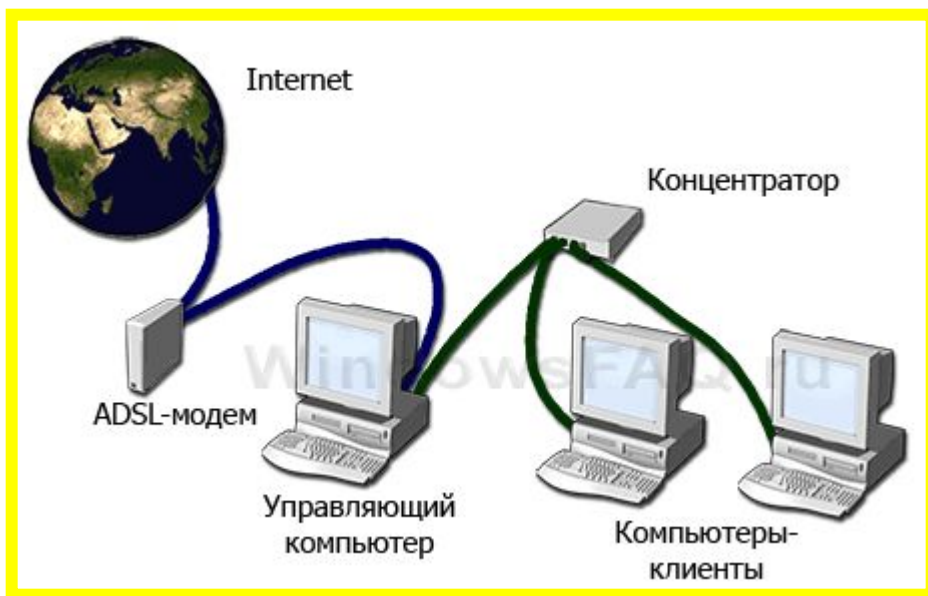 Internet
Концентратор
WindowsFAQ.ru
ADSL-модем
Управляющий
компьютер
Компьютеры-
клиенты